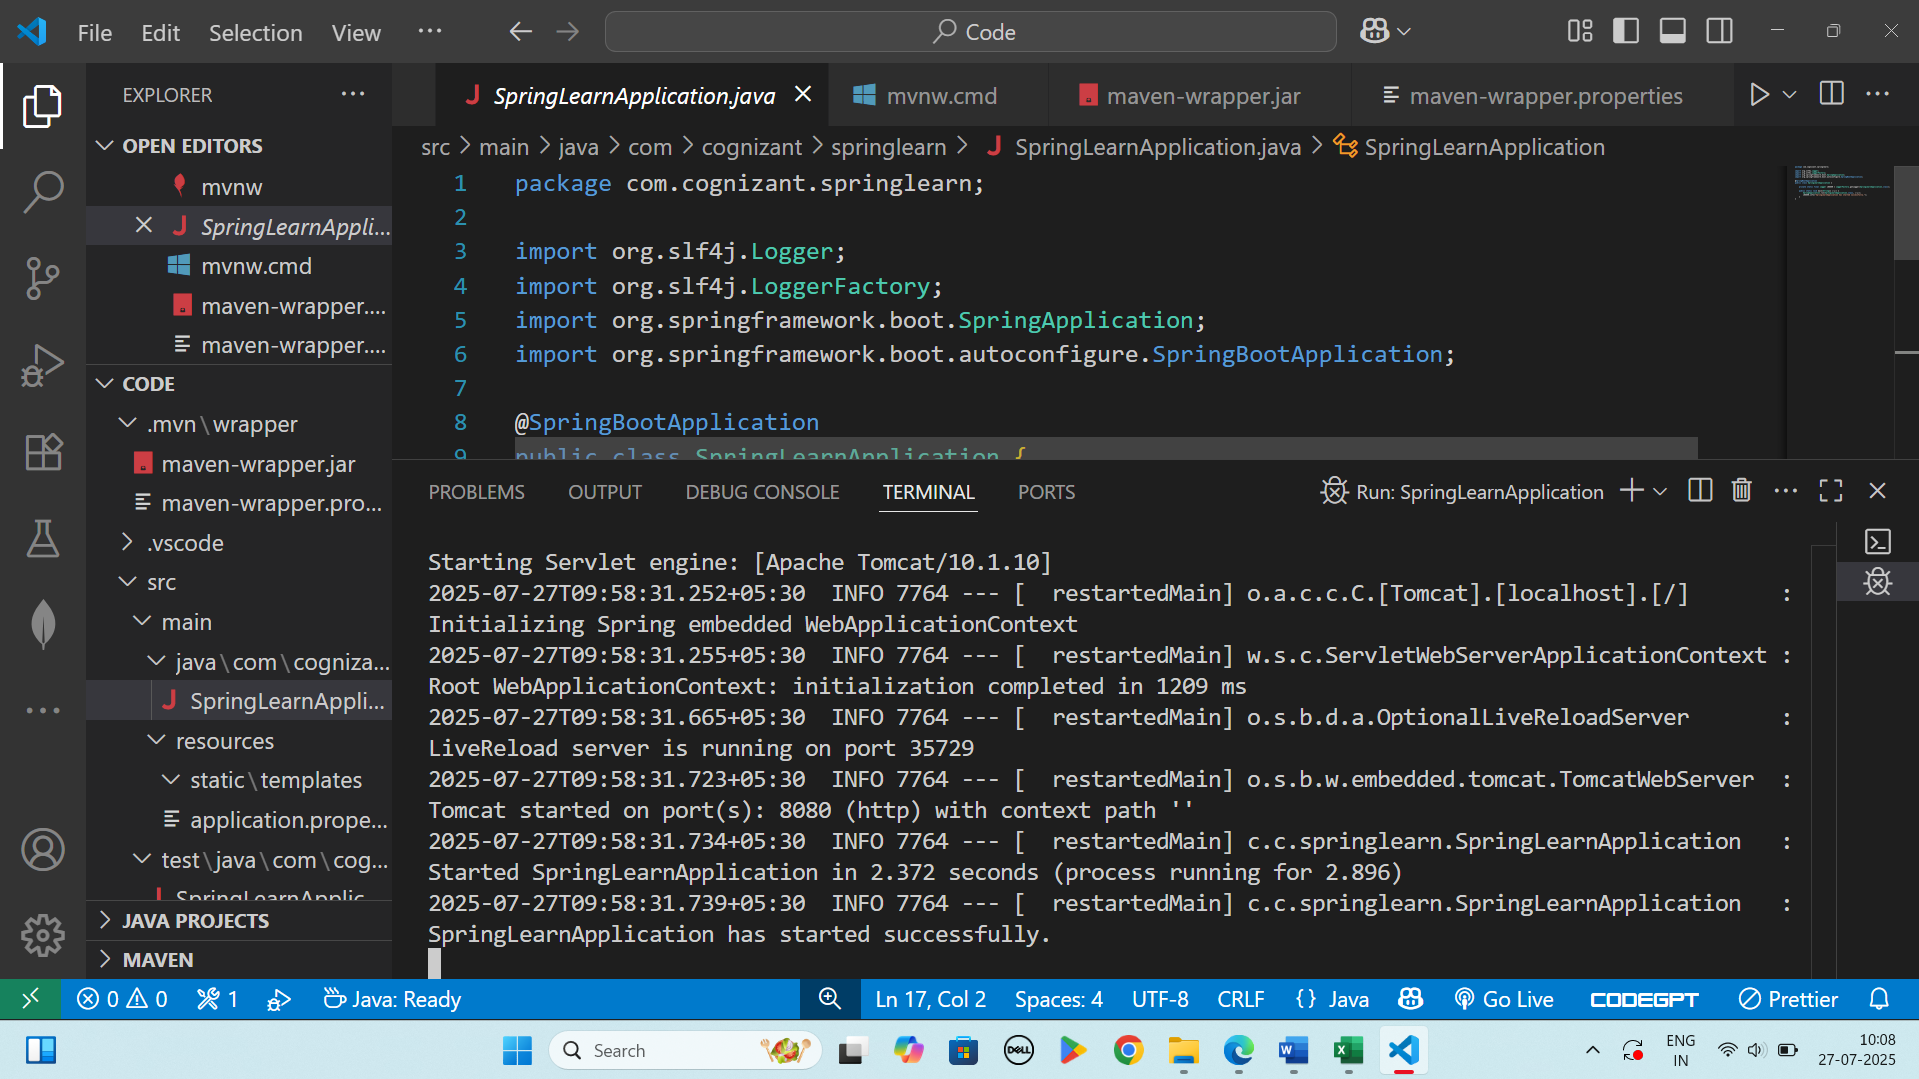 File Edit Selection View ···
Code
EXPLORER ···
OPEN EDITORS
mvnw
SpringLearnAppli...
mvnw.cmd
maven-wrapper....
maven-wrapper....
CODE
.mvn\wrapper
maven-wrapper.jar
maven-wrapper.pro...
.vscode
src
main
java\com\cogniza...
SpringLearnAppli...
resources
static\templates
application.prope...
test\java\com\cog...
SpringLearnApplic
JAVA PROJECTS
MAVEN
SpringLearnApplication.java
mvnw.cmd
maven-wrapper.jar
maven-wrapper.properties
src > main > java > com > cognizant > springlearn > SpringLearnApplication.java > SpringLearnApplication
1 package com.cognizant.springlearn;
2
3 import org.slf4j.Logger;
4 import org.slf4j.LoggerFactory;
5 import org.springframework.boot.SpringApplication;
6 import org.springframework.boot.autoconfigure.SpringBootApplication;
7
8 @SpringBootApplication
9 public class SpringLearnApplication {
PROBLEMS OUTPUT DEBUG CONSOLE TERMINAL PORTS
Run: SpringLearnApplication
Starting Servlet engine: [Apache Tomcat/10.1.10]
2025-07-27T09:58:31.252+05:30  INFO 7764 --- [  restartedMain] o.a.c.c.C.[Tomcat].[localhost].[/]       :
Initializing Spring embedded WebApplicationContext
2025-07-27T09:58:31.255+05:30  INFO 7764 --- [  restartedMain] w.s.c.ServletWebServerApplicationContext :
Root WebApplicationContext: initialization completed in 1209 ms
2025-07-27T09:58:31.665+05:30  INFO 7764 --- [  restartedMain] o.s.b.d.a.OptionalLiveReloadServer       :
LiveReload server is running on port 35729
2025-07-27T09:58:31.723+05:30  INFO 7764 --- [  restartedMain] o.s.b.w.embedded.tomcat.TomcatWebServer  :
Tomcat started on port(s): 8080 (http) with context path ''
2025-07-27T09:58:31.734+05:30  INFO 7764 --- [  restartedMain] c.c.springlearn.SpringLearnApplication   :
Started SpringLearnApplication in 2.372 seconds (process running for 2.896)
2025-07-27T09:58:31.739+05:30  INFO 7764 --- [  restartedMain] c.c.springlearn.SpringLearnApplication   :
SpringLearnApplication has started successfully.
0 0 1 Java: Ready
Ln 17, Col 2 Spaces: 4 UTF-8 CRLF {} Java Go Live CODEGPT Prettier
Search
DELL
ENG
IN
10:08
27-07-2025